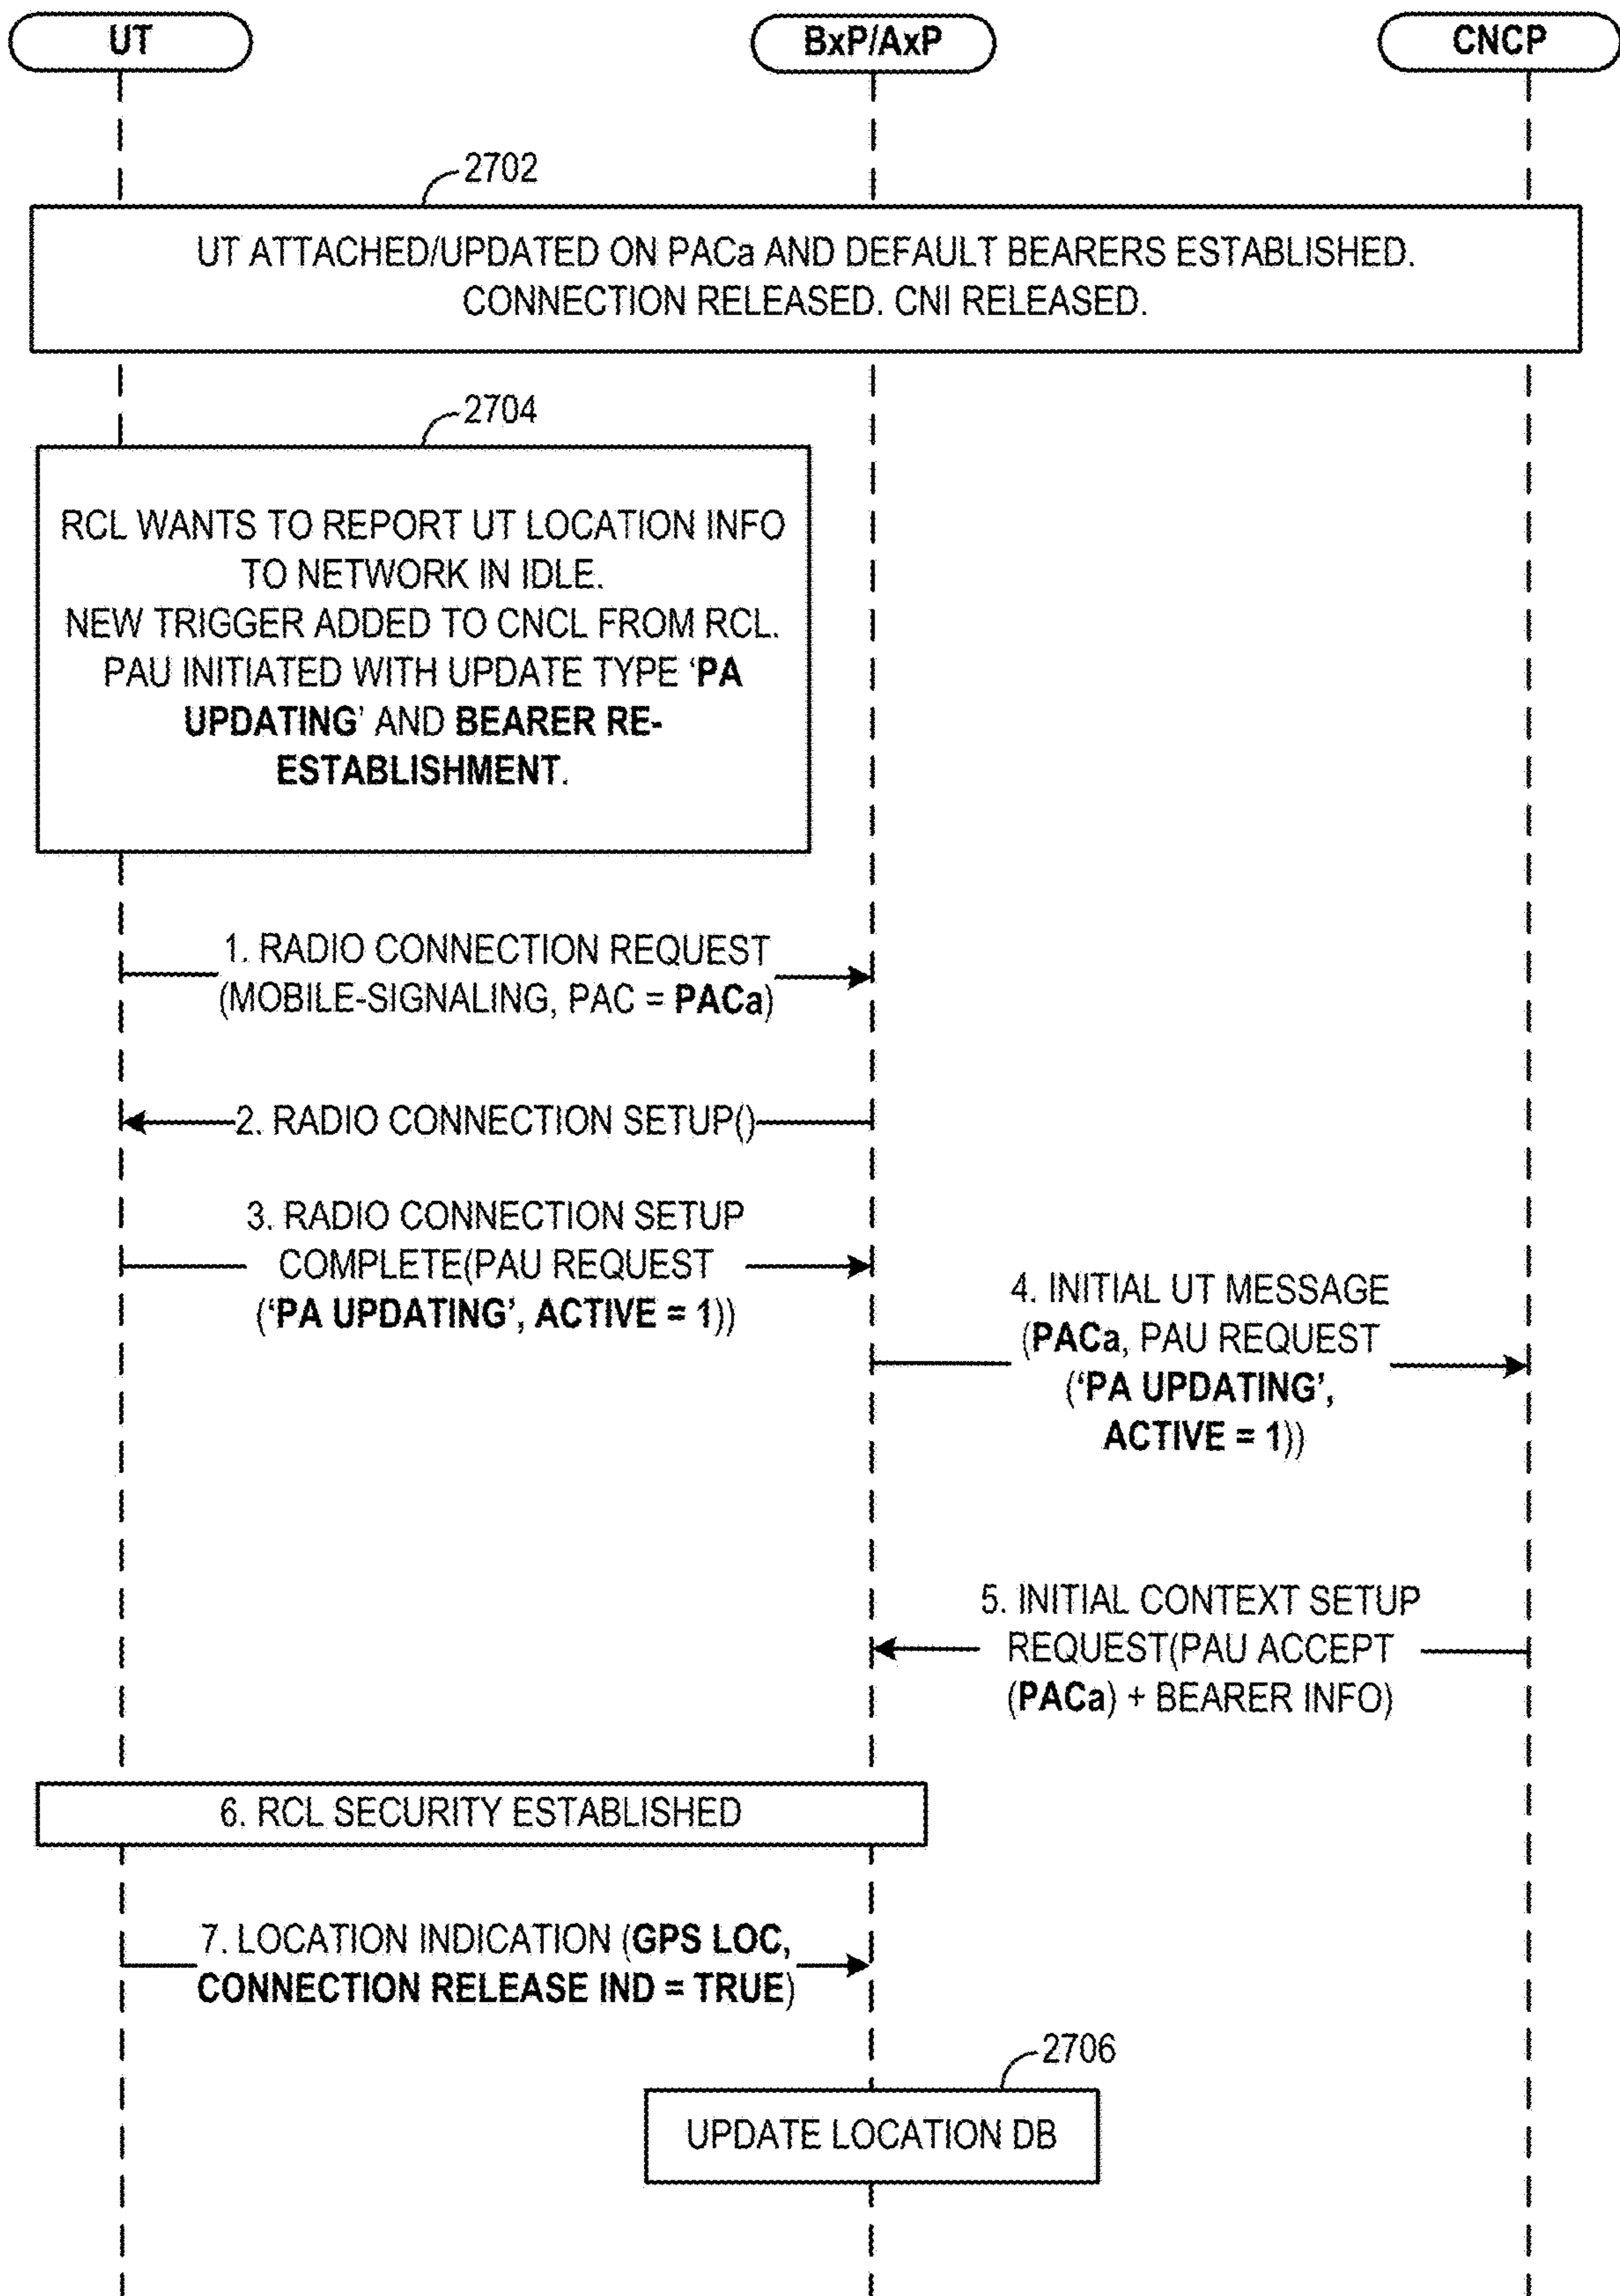 UT
BxP/AxP
CNCP
2702
UT ATTACHED/UPDATED ON PACa AND DEFAULT BEARERS ESTABLISHED.
CONNECTION RELEASED. CNI RELEASED.
2704
RCL WANTS TO REPORT UT LOCATION INFO
TO NETWORK IN IDLE.
NEW TRIGGER ADDED TO CNCL FROM RCL.
PAU INITIATED WITH UPDATE TYPE ‘PA
UPDATING’ AND BEARER RE-
ESTABLISHMENT.
1. RADIO CONNECTION REQUEST
(MOBILE-SIGNALING, PAC = PACa)
2. RADIO CONNECTION SETUP()
3. RADIO CONNECTION SETUP
COMPLETE(PAU REQUEST
(‘PA UPDATING’, ACTIVE = 1))
4. INITIAL UT MESSAGE
(PACa, PAU REQUEST
(‘PA UPDATING’,
ACTIVE = 1))
5. INITIAL CONTEXT SETUP
REQUEST(PAU ACCEPT
(PACa) + BEARER INFO)
6. RCL SECURITY ESTABLISHED
7. LOCATION INDICATION (GPS LOC,
CONNECTION RELEASE IND = TRUE)
2706
UPDATE LOCATION DB